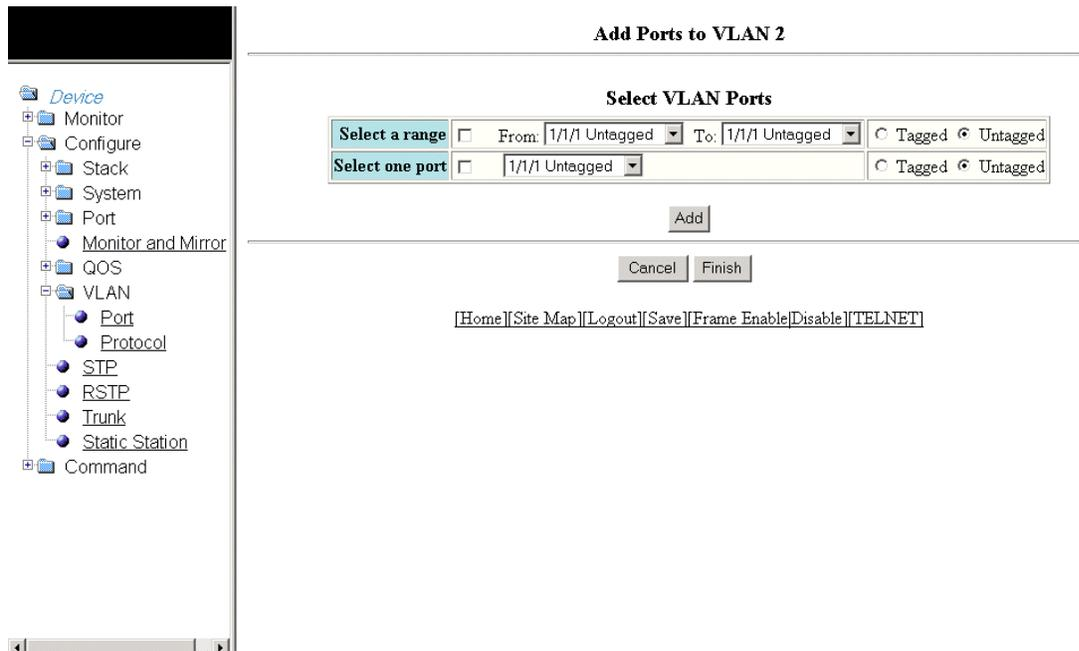 Device
Monitor
Configure
Stack
System
Port
Monitor and Mirror
QOS
VLAN
Port
Protocol
STP
RSTP
Trunk
Static Station
Command
Add Ports to VLAN 2
Select VLAN Ports
Select a range From: 1/1/1 Untagged To: 1/1/1 Untagged Tagged Untagged
Select one port 1/1/1 Untagged Tagged Untagged
Add
Cancel Finish
[Home][Site Map][Logout][Save][Frame Enable|Disable][TELNET]